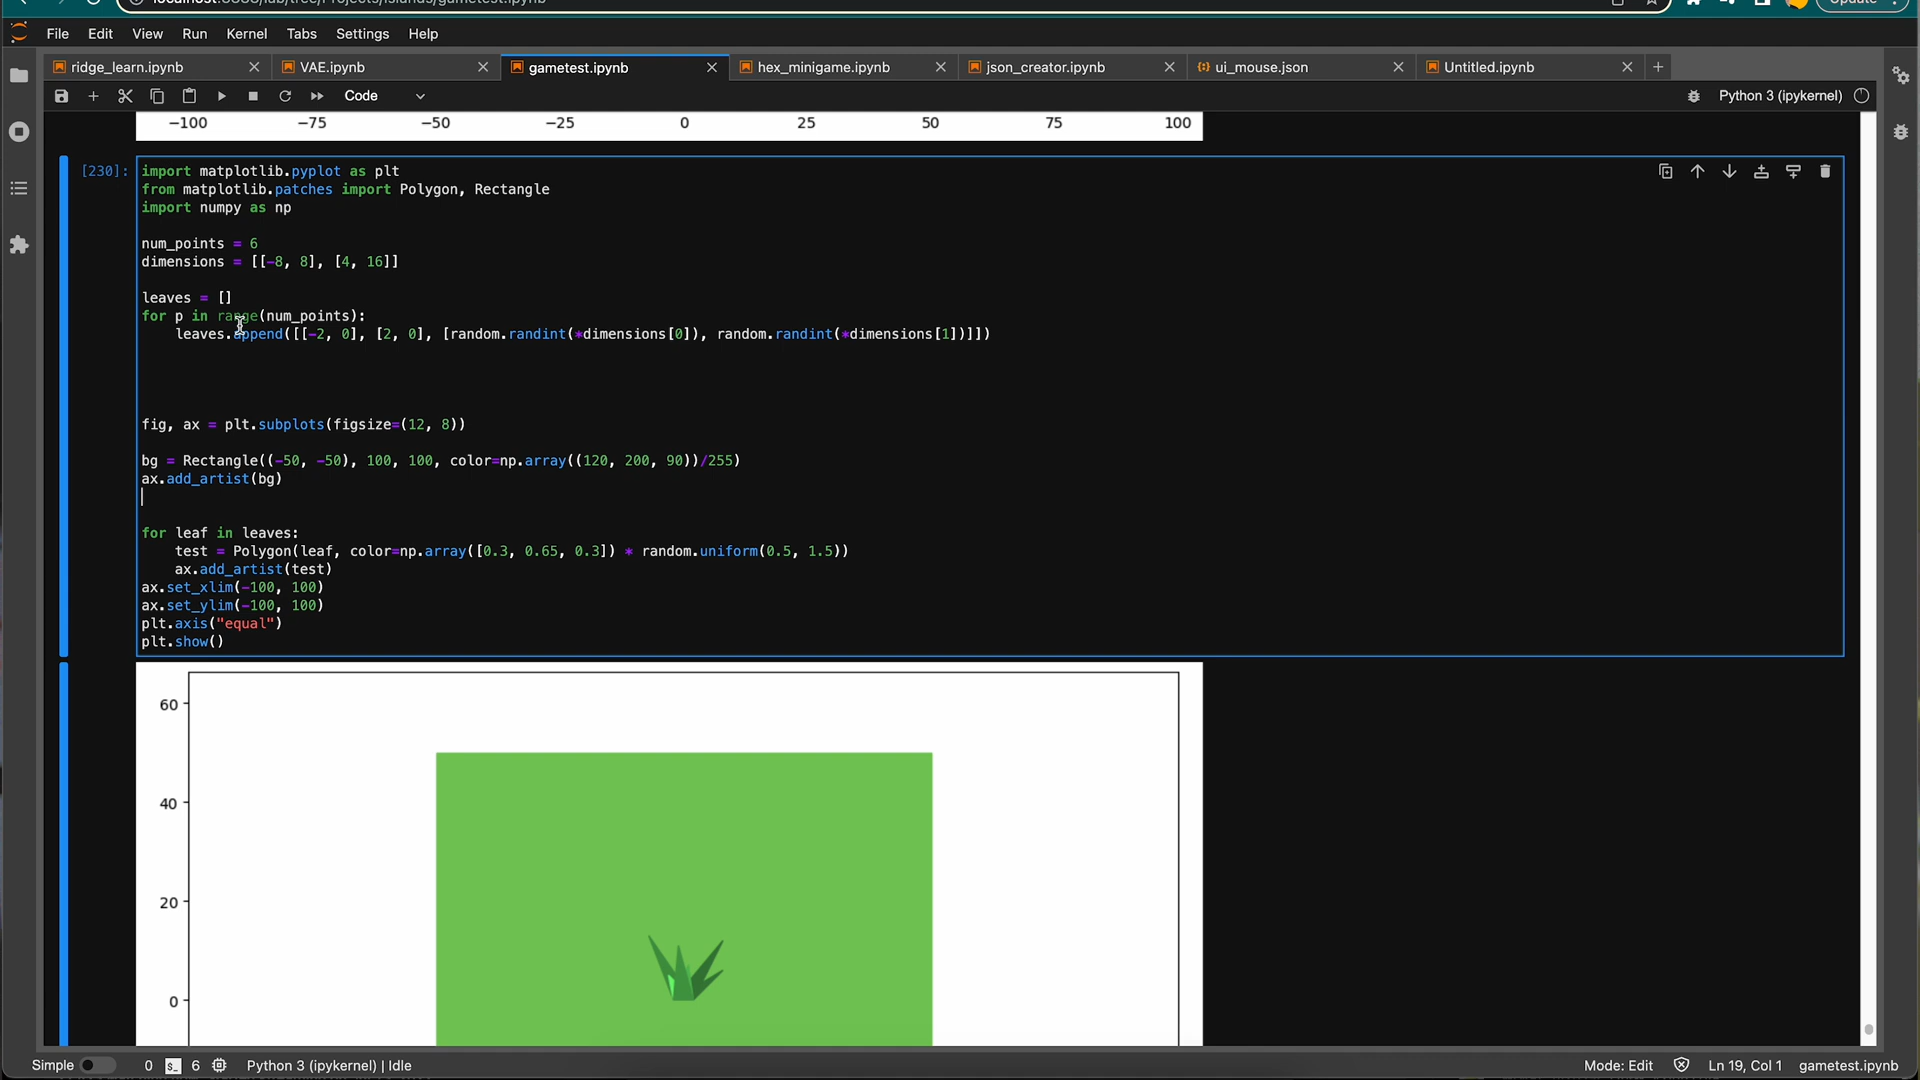 File Edit View Run Kernel Tabs Settings Help
ridge_learn.ipynb VAE.ipynb gametest.ipynb hex_minigame.ipynb json_creator.ipynb ui_mouse.json Untitled.ipynb
Code Python 3 (ipykernel)
−100 −75 −50 −25 0 25 50 75 100
[230]: import matplotlib.pyplot as plt
from matplotlib.patches import Polygon, Rectangle
import numpy as np
num_points = 6
dimensions = [[-8, 8], [4, 16]]
leaves = []
for p in range(num_points):
    leaves.append([[-2, 0], [2, 0], [random.randint(*dimensions[0]), random.randint(*dimensions[1])]])
fig, ax = plt.subplots(figsize=(12, 8))
bg = Rectangle((-50, -50), 100, 100, color=np.array((120, 200, 90))/255)
ax.add_artist(bg)
for leaf in leaves:
    test = Polygon(leaf, color=np.array([0.3, 0.65, 0.3]) * random.uniform(0.5, 1.5))
    ax.add_artist(test)
ax.set_xlim(-100, 100)
ax.set_ylim(-100, 100)
plt.axis("equal")
plt.show()
60
40
20
0
Simple 0 6 Python 3 (ipykernel) | Idle Mode: Edit Ln 19, Col 1 gametest.ipynb